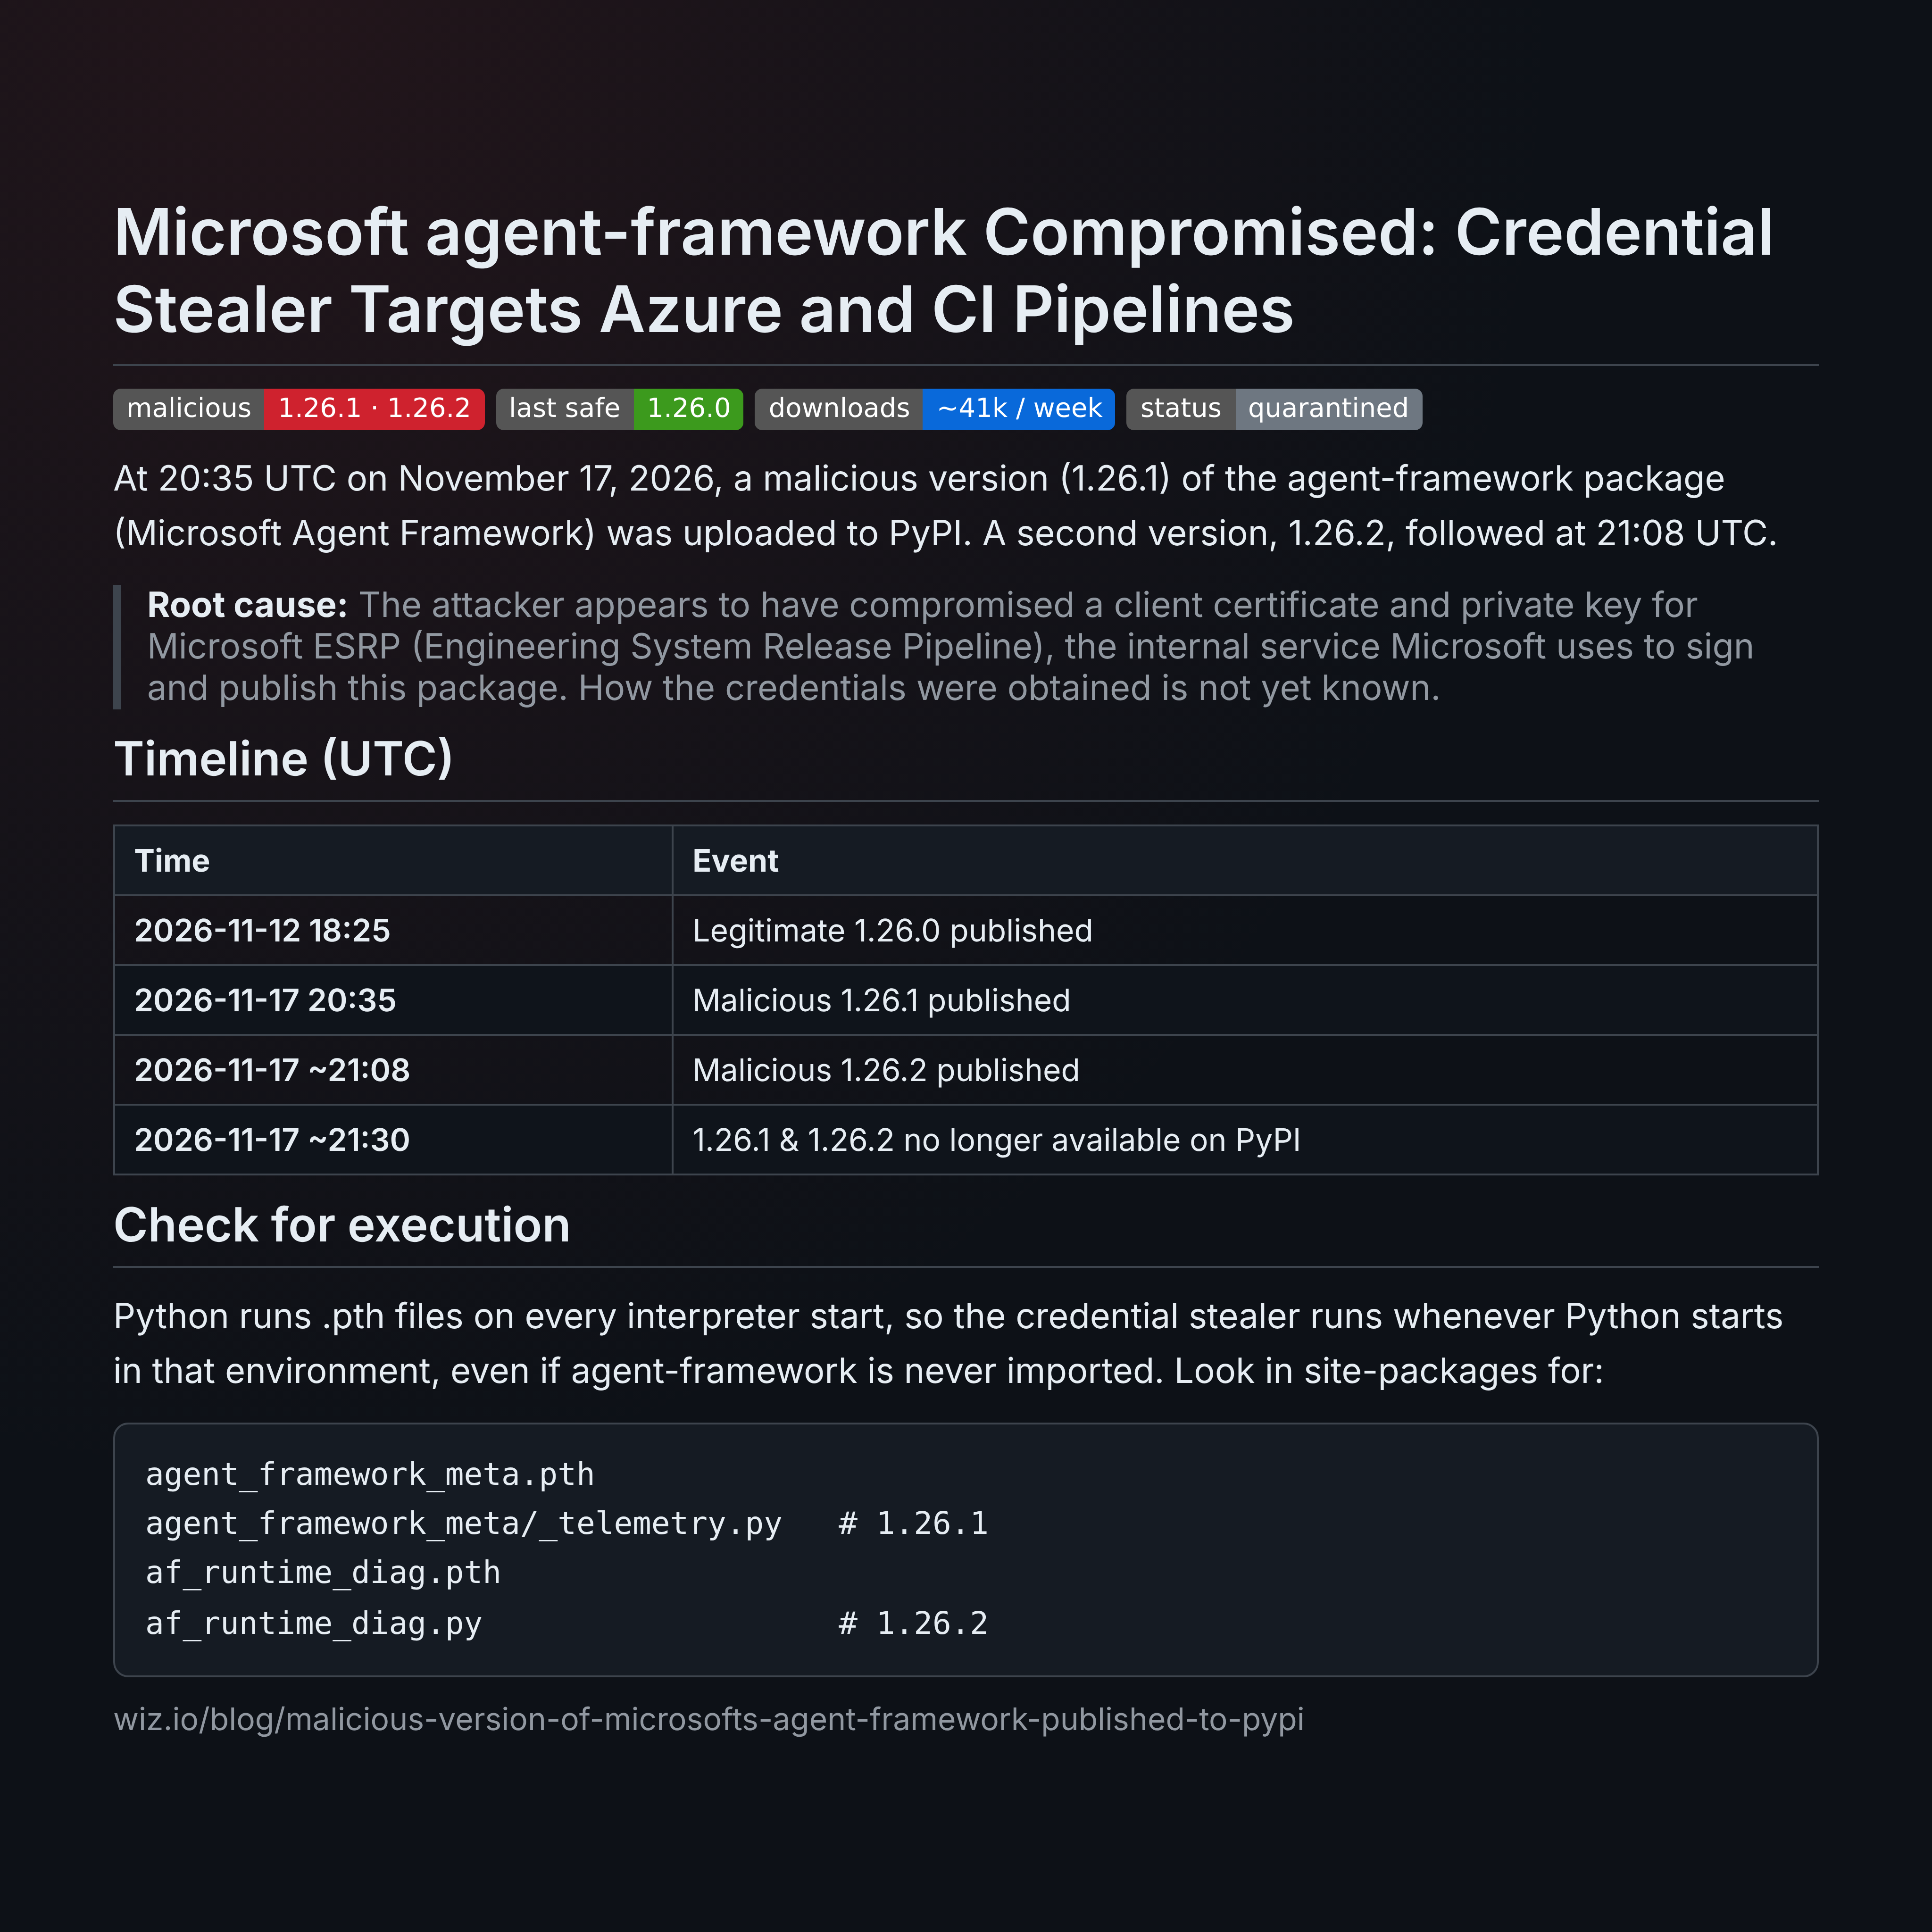 Microsoft agent-framework Compromised: Credential
Stealer Targets Azure and CI Pipelines
malicious 1.26.1 · 1.26.2 last safe 1.26.0 downloads ~41k / week status quarantined
At 20:35 UTC on November 17, 2026, a malicious version (1.26.1) of the agent-framework package
(Microsoft Agent Framework) was uploaded to PyPI. A second version, 1.26.2, followed at 21:08 UTC.
Root cause: The attacker appears to have compromised a client certificate and private key for
Microsoft ESRP (Engineering System Release Pipeline), the internal service Microsoft uses to sign
and publish this package. How the credentials were obtained is not yet known.
Timeline (UTC)
Time Event
2026-11-12 18:25 Legitimate 1.26.0 published
2026-11-17 20:35 Malicious 1.26.1 published
2026-11-17 ~21:08 Malicious 1.26.2 published
2026-11-17 ~21:30 1.26.1 & 1.26.2 no longer available on PyPI
Check for execution
Python runs .pth files on every interpreter start, so the credential stealer runs whenever Python starts
in that environment, even if agent-framework is never imported. Look in site-packages for:
agent_framework_meta.pth
agent_framework_meta/_telemetry.py # 1.26.1
af_runtime_diag.pth
af_runtime_diag.py # 1.26.2
wiz.io/blog/malicious-version-of-microsofts-agent-framework-published-to-pypi